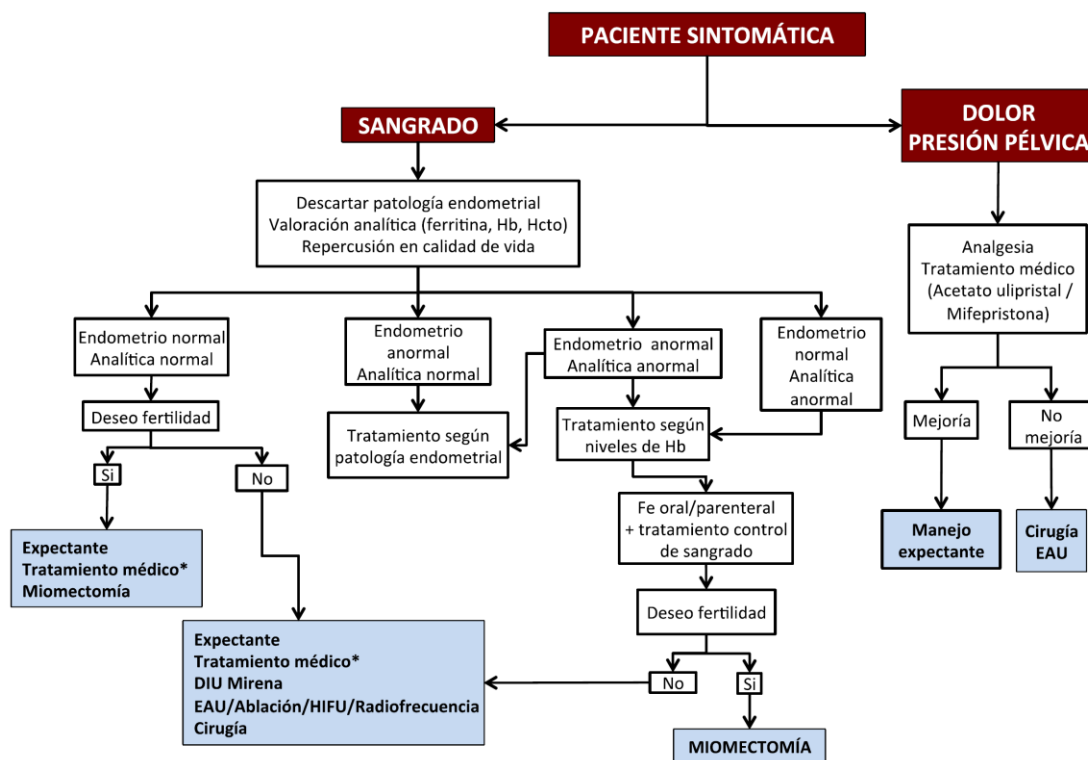 PACIENTE SINTOMÁTICA
SANGRADO
DOLOR
PRESIÓN PÉLVICA
Descartar patología endometrial
Valoración analítica (ferritina, Hb, Hcto)
Repercusión en calidad de vida
Analgesia
Tratamiento médico
(Acetato ulipristal /
Mifepristona)
Endometrio normal
Analítica normal
Endometrio
anormal
Analítica normal
Endometrio anormal
Analítica anormal
Endometrio
normal
Analítica
anormal
Deseo fertilidad
Tratamiento según
patología endometrial
Tratamiento según
niveles de Hb
Mejoría
No
mejoría
Si
No
Fe oral/parenteral
+ tratamiento control
de sangrado
Manejo
expectante
Cirugía
EAU
Expectante
Tratamiento médico*
Miomectomía
Deseo fertilidad
Expectante
Tratamiento médico*
DIU Mirena
EAU/Ablación/HIFU/Radiofrecuencia
Cirugía
No
Si
MIOMECTOMÍA